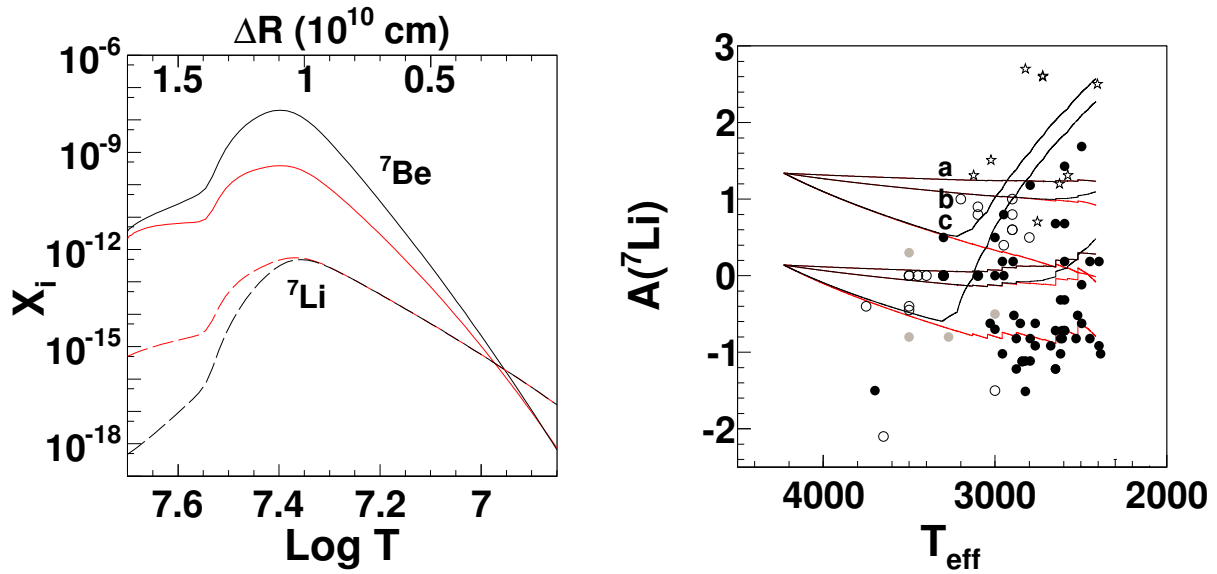 ΔR (10¹⁰ cm)
1.5 1 0.5
10⁻⁶
10⁻⁹
10⁻¹²
10⁻¹⁵
10⁻¹⁸
Xᵢ
⁷Be
⁷Li
7.6 7.4 7.2 7
Log T
3
2
1
0
-1
-2
A(⁷Li)
a
b
c
4000 3000 2000
T_eff